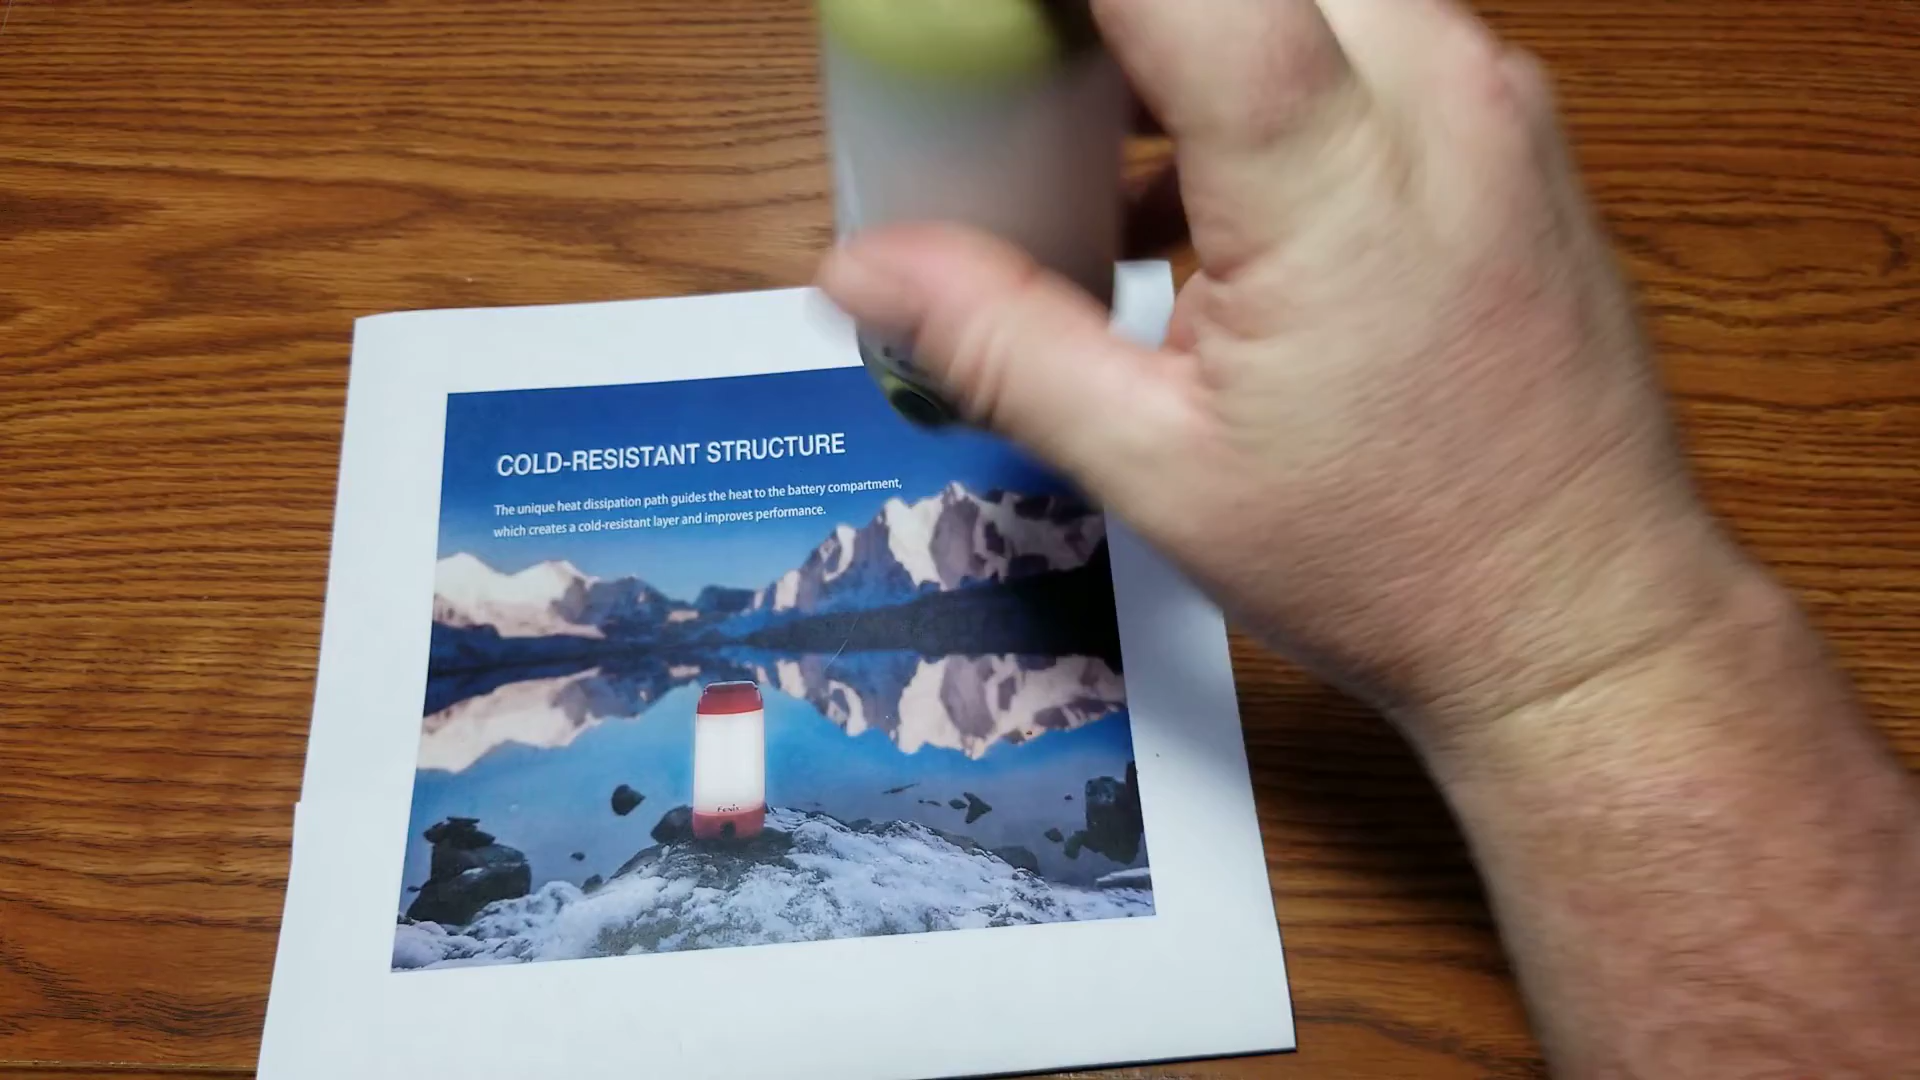 COLD-RESISTANT STRUCTURE
The unique heat dissipation path guides the heat to the battery compartment,
which creates a cold-resistant layer and improves performance.
Fenix